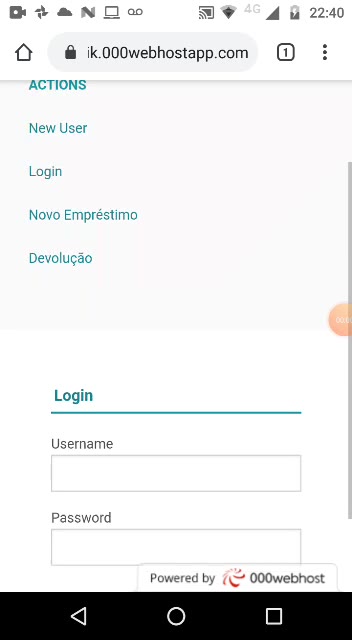 4G 22:40
ik.000webhostapp.com 1
ACTIONS
New User
Login
Novo Empréstimo
Devolução
Login
Username
Password
Powered by 000webhost